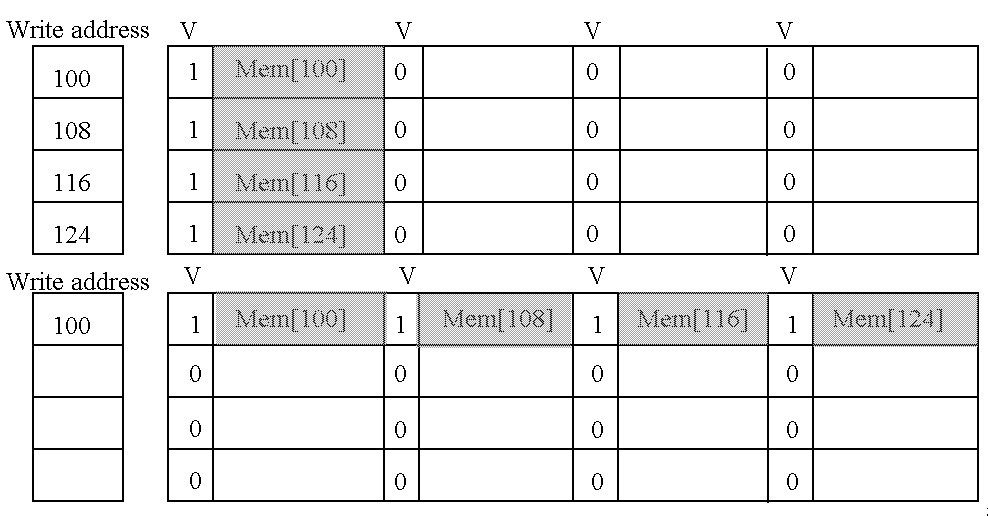 Write address V V V V
100 1 Mem[100] 0 0 0
108 1 Mem[108] 0 0 0
116 1 Mem[116] 0 0 0
124 1 Mem[124] 0 0 0
Write address V V V V
100 1 Mem[100] 1 Mem[108] 1 Mem[116] 1 Mem[124]
0 0 0 0
0 0 0 0
0 0 0 0